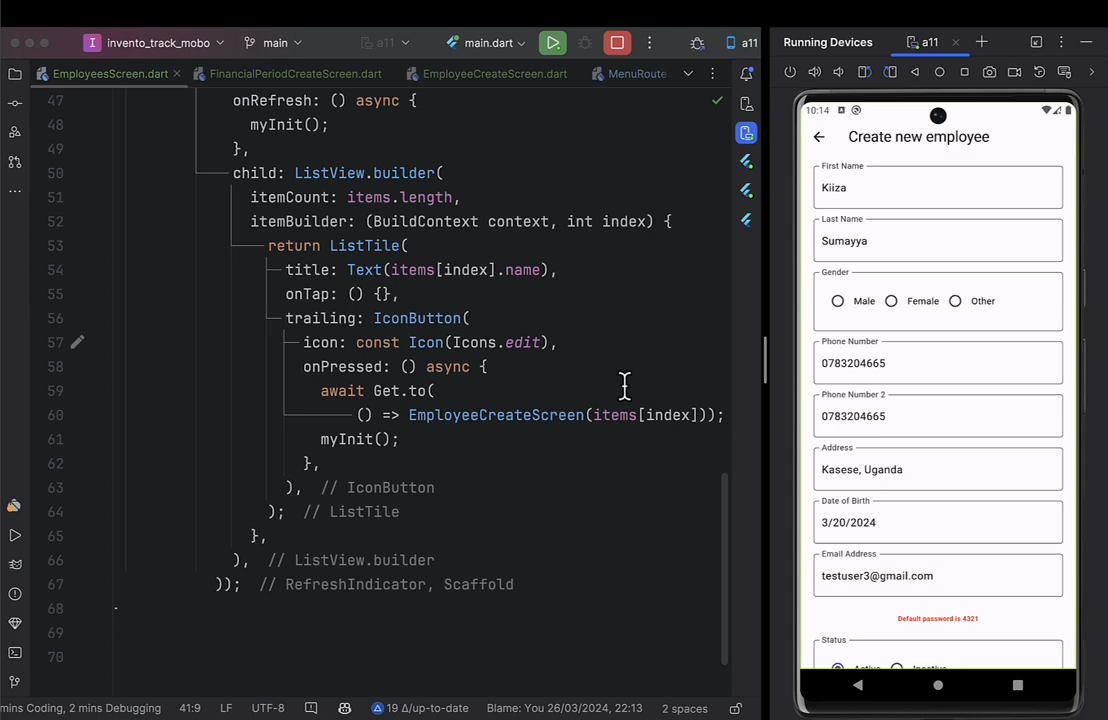 invento_track_mobo
main
a11
main.dart
a11
Running Devices
a11
EmployeesScreen.dart
FinancialPeriodCreateScreen.dart
EmployeeCreateScreen.dart
MenuRoute
47 onRefresh: () async {
48 myInit();
49 },
50 child: ListView.builder(
51 itemCount: items.length,
52 itemBuilder: (BuildContext context, int index) {
53 return ListTile(
54 title: Text(items[index].name),
55 onTap: () {},
56 trailing: IconButton(
57 icon: const Icon(Icons.edit),
58 onPressed: () async {
59 await Get.to(
60 () => EmployeeCreateScreen(items[index]));
61 myInit();
62 },
63 ), // IconButton
64 ); // ListTile
65 },
66 ), // ListView.builder
67 )); // RefreshIndicator, Scaffold
68
69
70
mins Coding, 2 mins Debugging
41:9
LF
UTF-8
19 Δ/up-to-date
Blame: You 26/03/2024, 22:13
2 spaces
10:14
Create new employee
First Name
Kiiza
Last Name
Sumayya
Gender
Male Female Other
Phone Number
0783204665
Phone Number 2
0783204665
Address
Kasese, Uganda
Date of Birth
3/20/2024
Email Address
testuser3@gmail.com
Default password is 4321
Status
Active Inactive